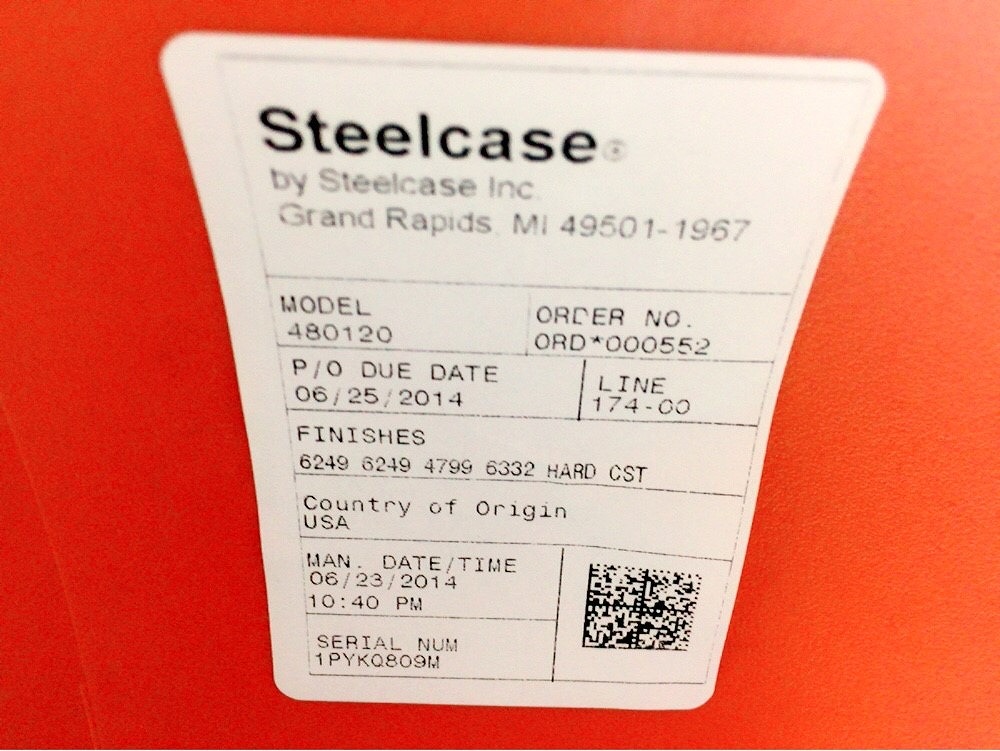 Steelcase®
by Steelcase Inc.
Grand Rapids, MI 49501-1967
MODEL
480120
ORDER NO.
ORD*000552
P/O DUE DATE
06/25/2014
LINE
174-00
FINISHES
6249 6249 4799 6332 HARD CST
Country of Origin
USA
MAN. DATE/TIME
06/23/2014
10:40 PM
SERIAL NUM
1PYKQ809M